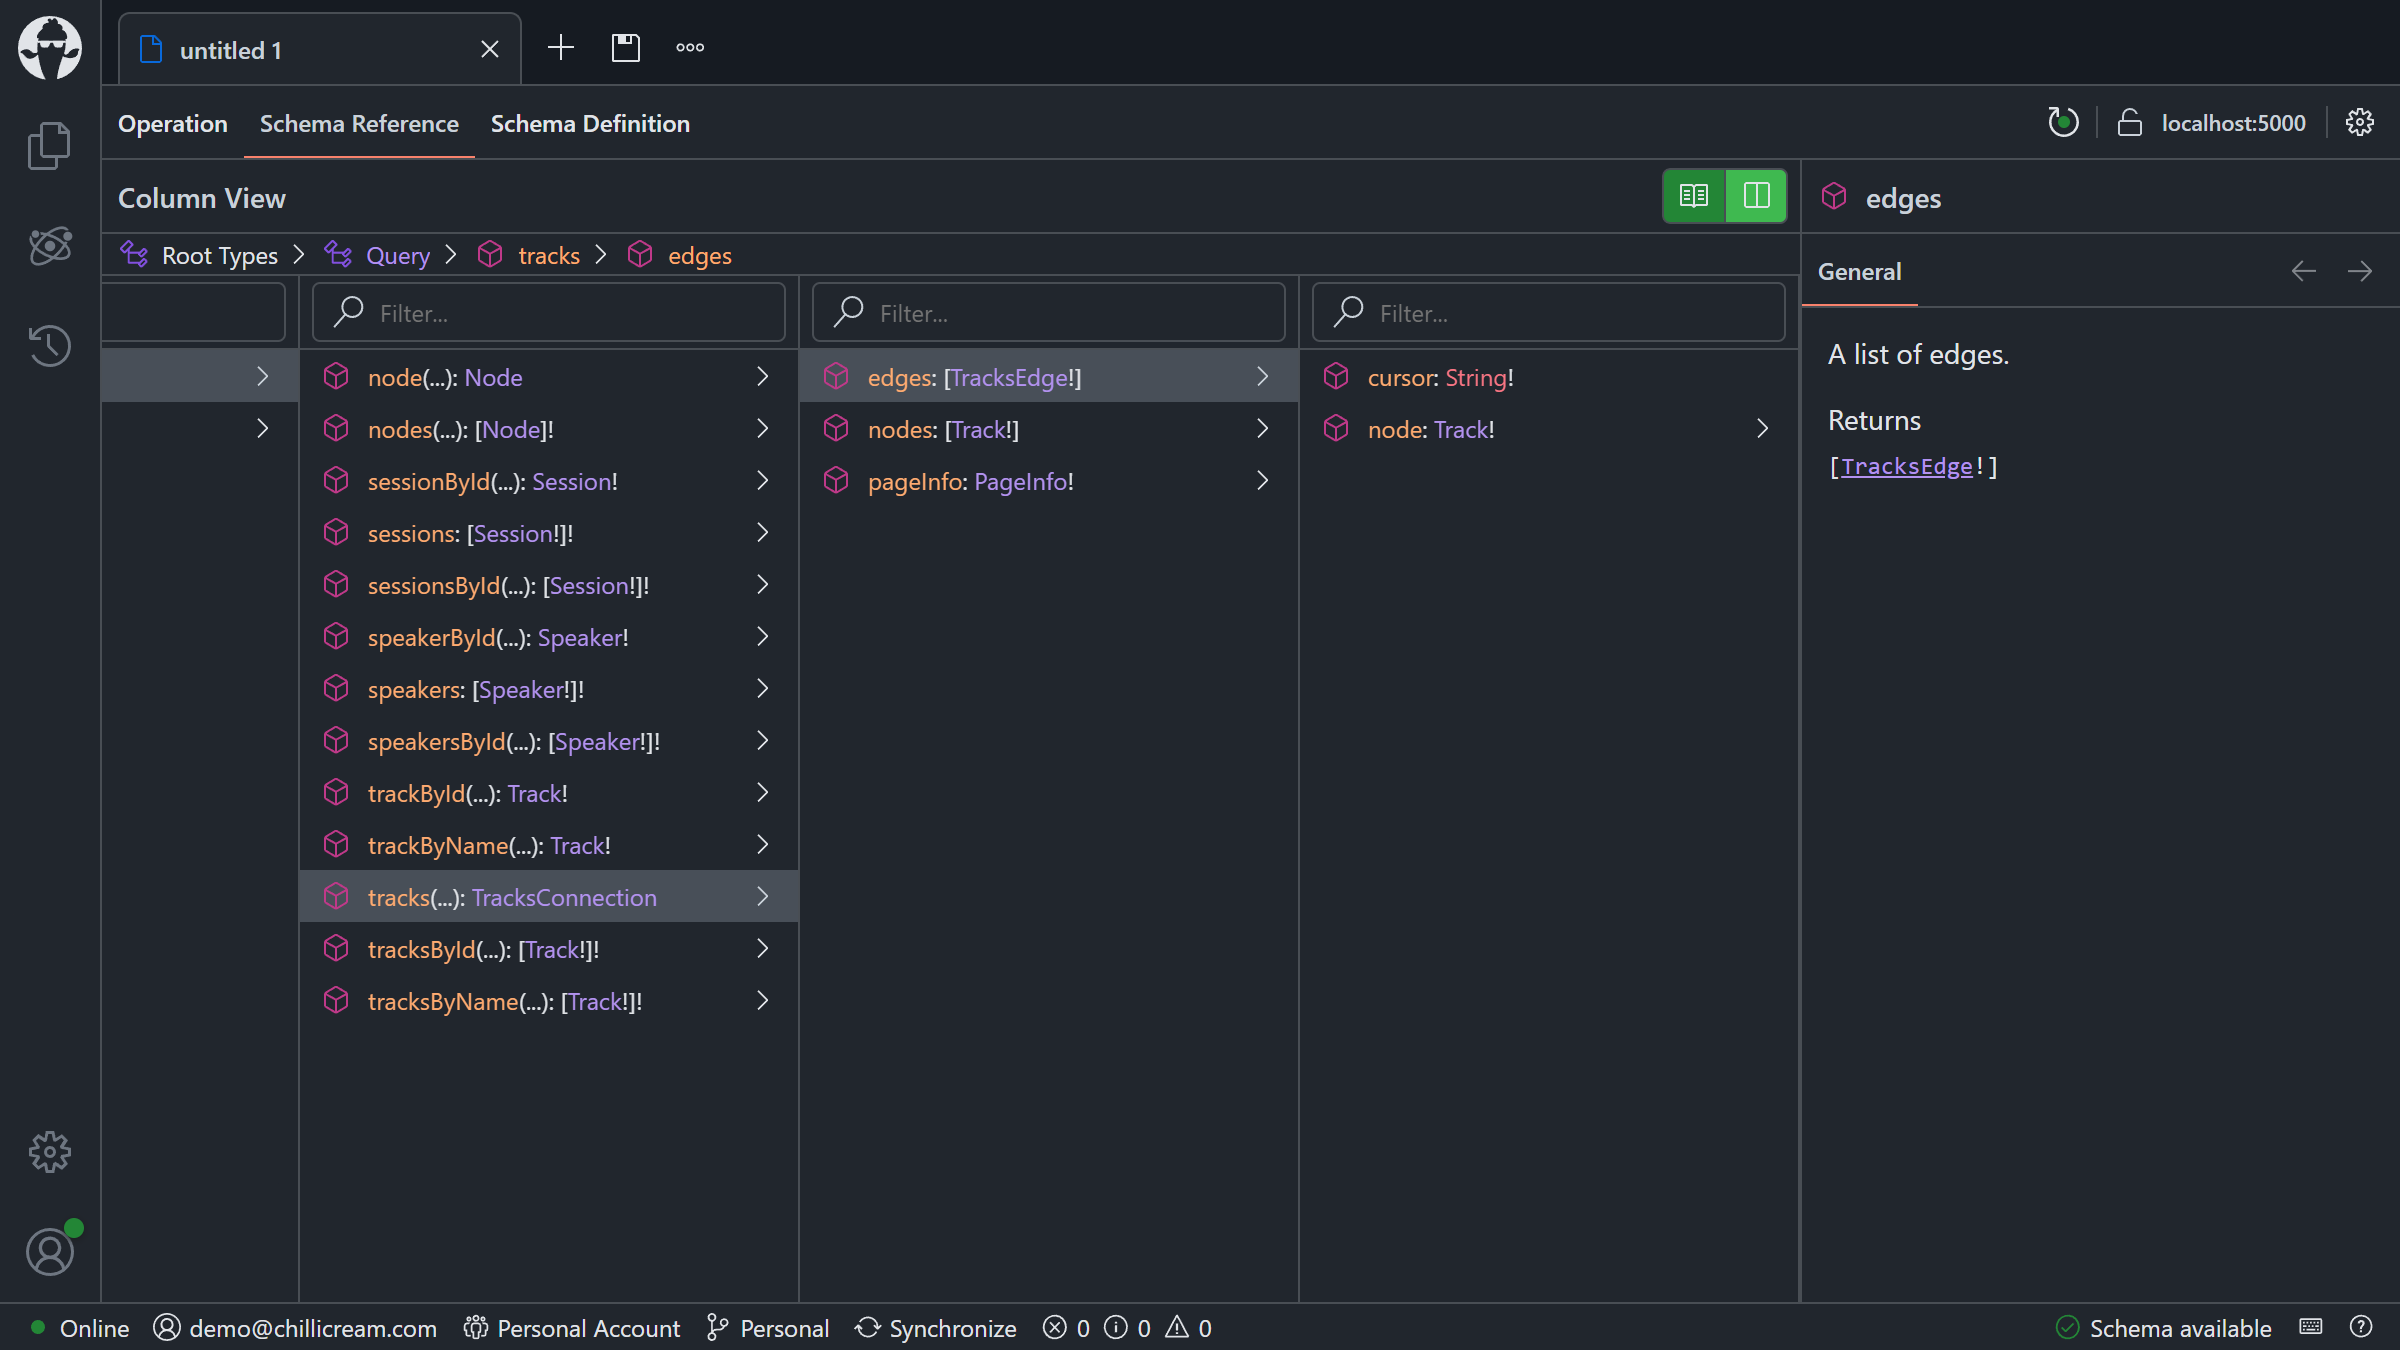 untitled 1
Operation
Schema Reference
Schema Definition
localhost:5000
Column View
edges
Root Types
Query
tracks
edges
General
Filter...
Filter...
Filter...
node(...): Node
nodes(...): [Node]!
sessionById(...): Session!
sessions: [Session!]!
sessionsById(...): [Session!]!
speakerById(...): Speaker!
speakers: [Speaker!]!
speakersById(...): [Speaker!]!
trackById(...): Track!
trackByName(...): Track!
tracks(...): TracksConnection
tracksById(...): [Track!]!
tracksByName(...): [Track!]!
edges: [TracksEdge!]
nodes: [Track!]
pageInfo: PageInfo!
cursor: String!
node: Track!
A list of edges.
Returns
[TracksEdge!]
Online
demo@chillicream.com
Personal Account
Personal
Synchronize
0
0
0
Schema available